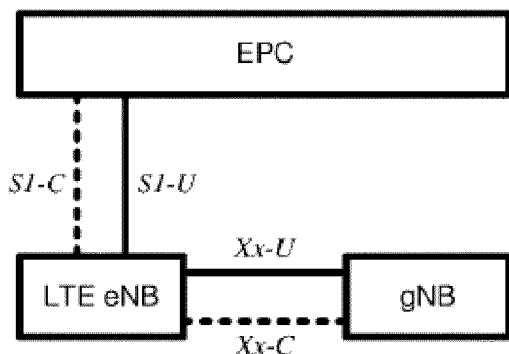 EPC
S1-C
S1-U
Xx-U
LTE eNB
gNB
Xx-C